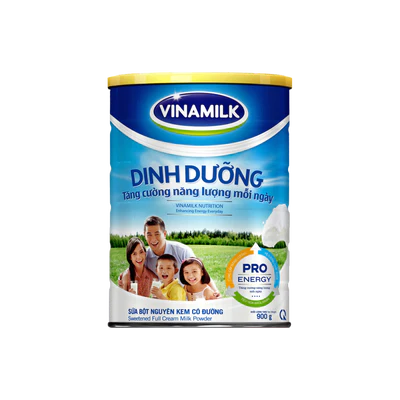 VINAMILK
DINH DƯỠNG
Tăng cường năng lượng mỗi ngày
VINAMILK NUTRITION
Enhancing Energy Everyday
PRO
ENERGY
SỮA BỘT NGUYÊN KEM CÓ ĐƯỜNG
Sweetened Full Cream Milk Powder
900 g